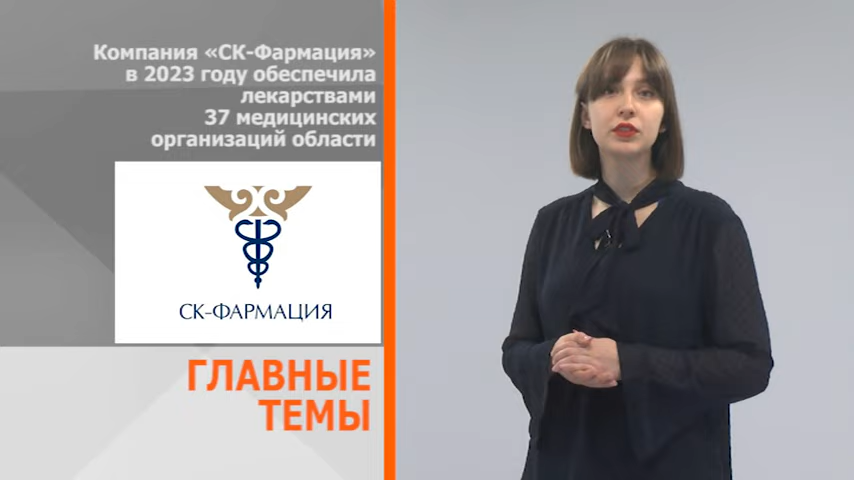 Компания «СК-Фармация»
в 2023 году обеспечила
лекарствами
37 медицинских
организаций области
СК-ФАРМАЦИЯ
ГЛАВНЫЕ
ТЕМЫ